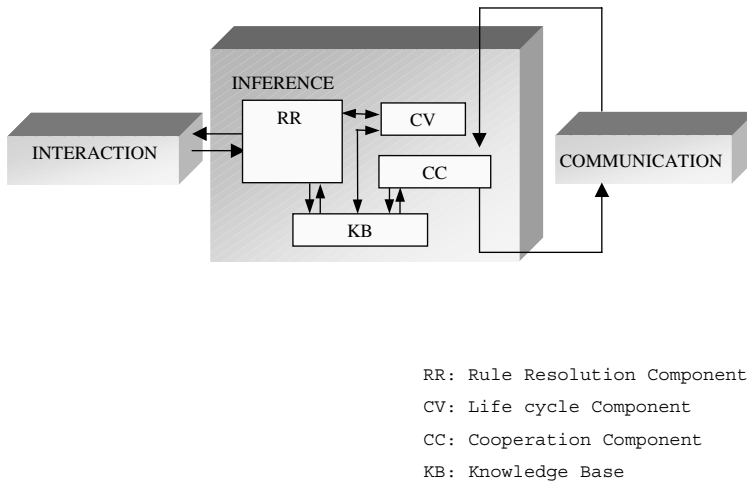 INFERENCE
RR
CV
INTERACTION
COMMUNICATION
CC
KB
RR: Rule Resolution Component
CV: Life cycle Component
CC: Cooperation Component
KB: Knowledge Base